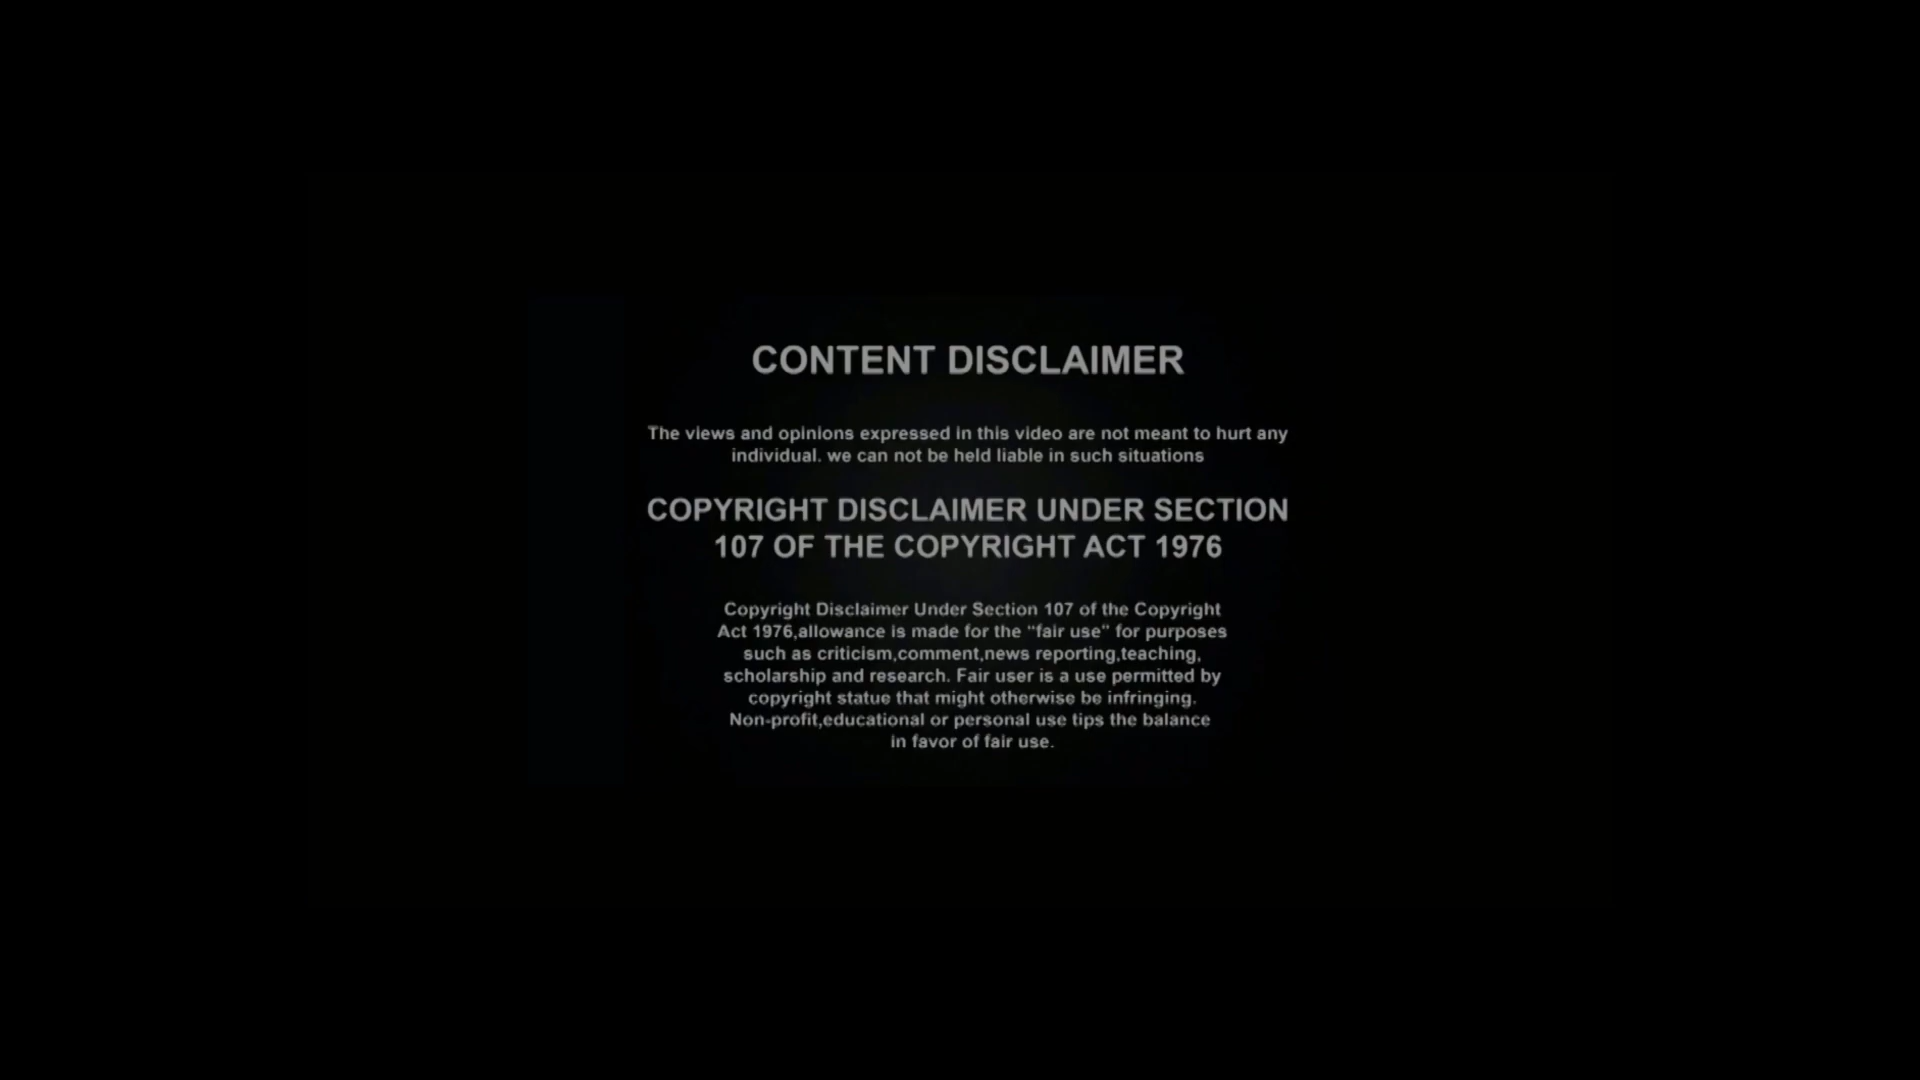 CONTENT DISCLAIMER
The views and opinions expressed in this video are not meant to hurt any
individual. we can not be held liable in such situations
COPYRIGHT DISCLAIMER UNDER SECTION
107 OF THE COPYRIGHT ACT 1976
Copyright Disclaimer Under Section 107 of the Copyright
Act 1976,allowance is made for the "fair use" for purposes
such as criticism,comment,news reporting,teaching,
scholarship and research. Fair user is a use permitted by
copyright statue that might otherwise be infringing.
Non-profit,educational or personal use tips the balance
in favor of fair use.